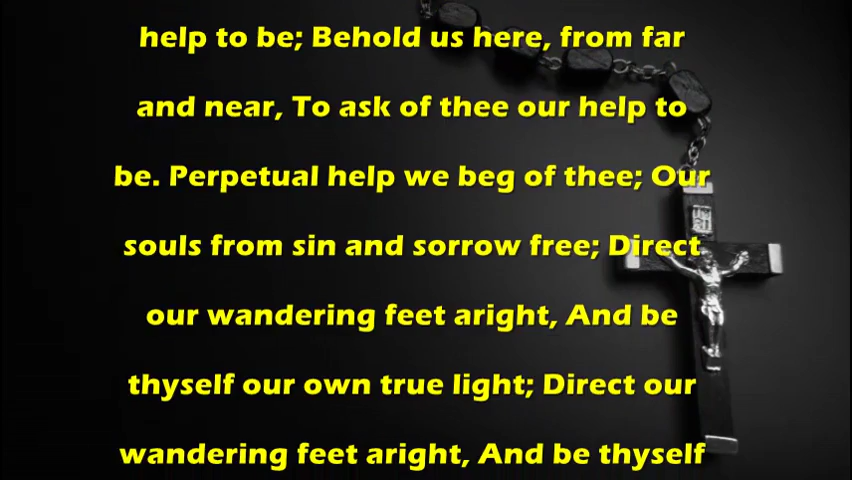 help to be; Behold us here, from far
and near, To ask of thee our help to
be. Perpetual help we beg of thee; Our
souls from sin and sorrow free; Direct
our wandering feet aright, And be
thyself our own true light; Direct our
wandering feet aright, And be thyself